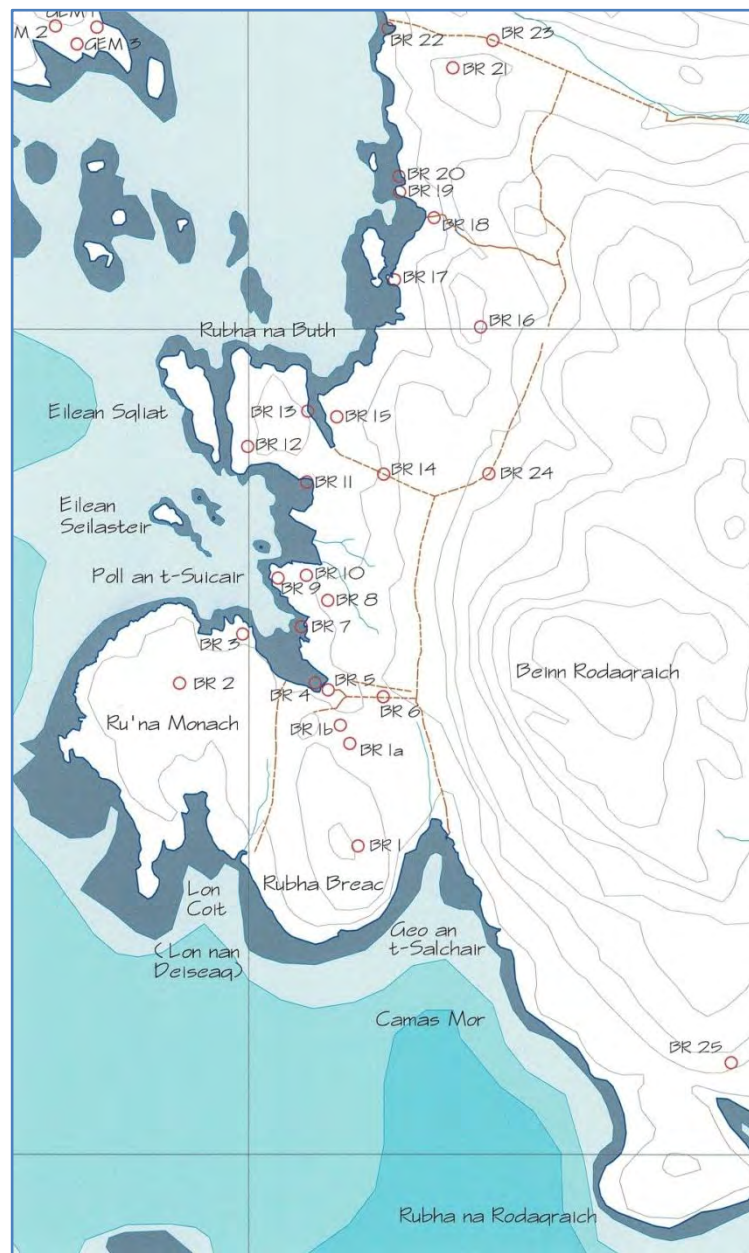 GEM 1
M 2
GEM 3
BR 22
BR 23
BR 21
BR 20
BR 19
BR 18
BR 17
BR 16
Rubha na Buth
Eilean Sgliat
BR 13
BR 15
BR 12
BR 14
BR 24
BR 11
Eilean
Seilasteir
Poll an t-Suicair
BR 10
BR 9
BR 8
BR 7
BR 3
Beinn Rodagraich
BR 2
BR 5
BR 4
BR 6
Ru'na Monach
BR 1b
BR 1a
BR 1
Rubha Breac
Lon
Coit
(Lon nan
Deiseag)
Geo an
t-Salchair
Camas Mor
BR 25
Rubha na Rodagraich